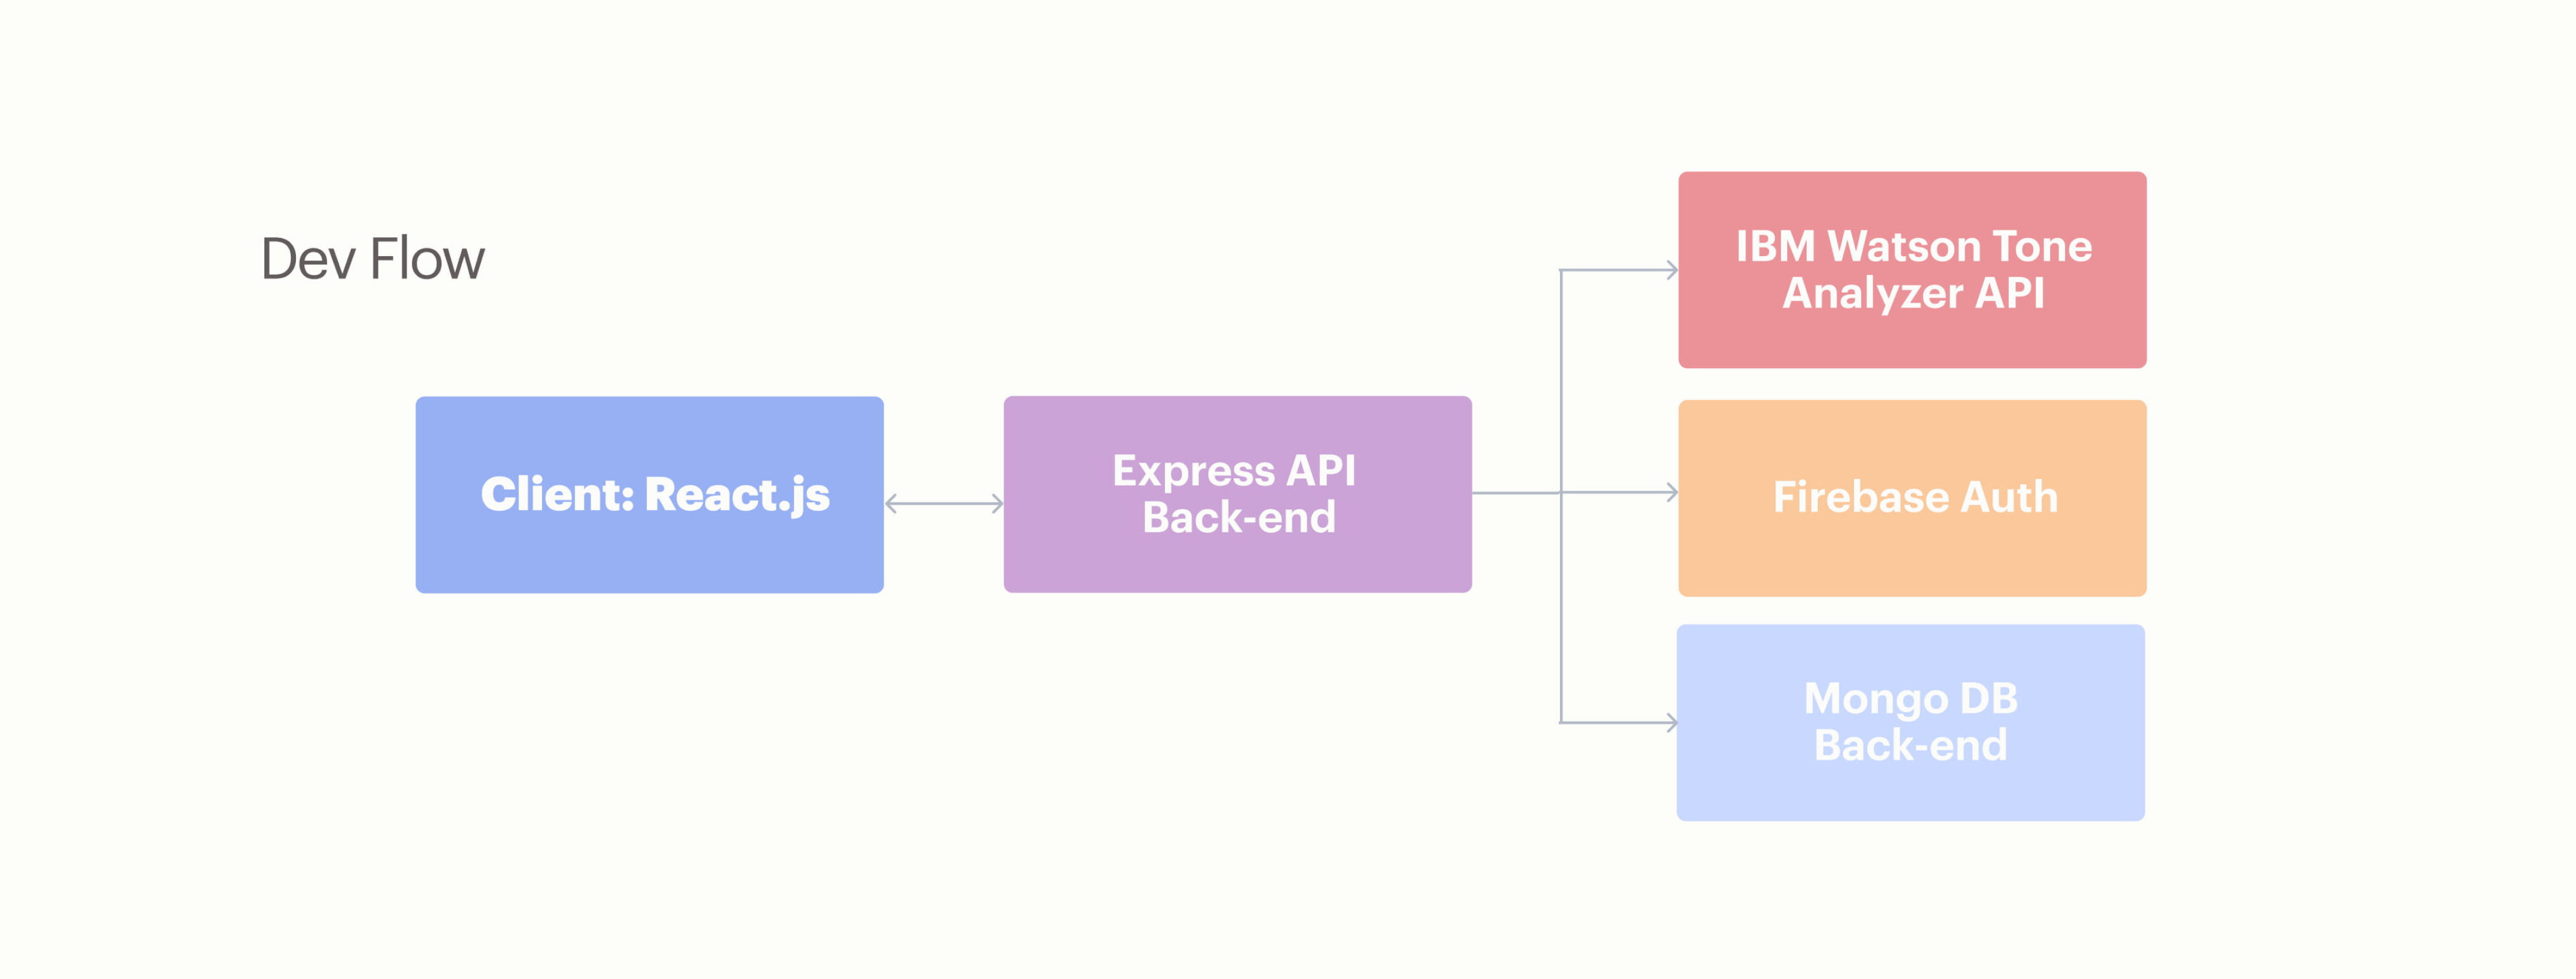 Dev Flow
Client: React.js
Express API
Back-end
IBM Watson Tone
Analyzer API
Firebase Auth
Mongo DB
Back-end